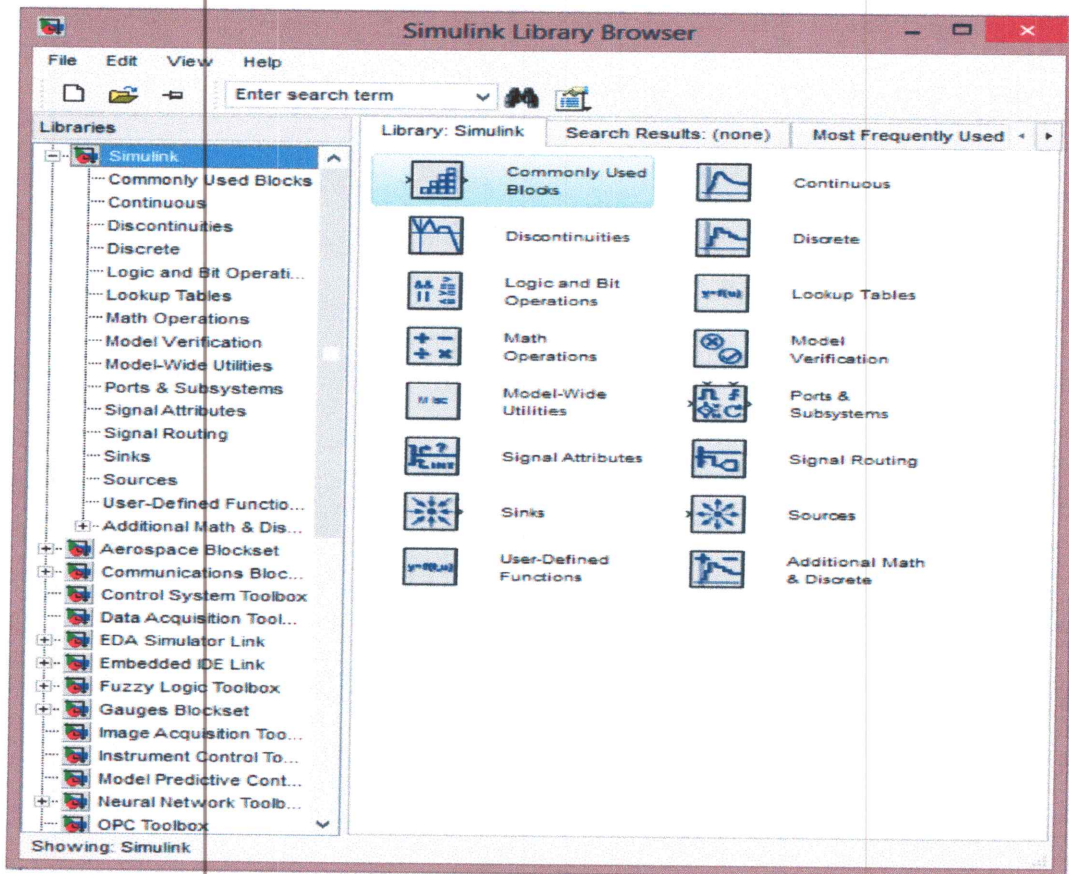 Simulink Library Browser
File Edit View Help
Enter search term
Libraries
Simulink
Commonly Used Blocks
Continuous
Discontinuities
Discrete
Logic and Bit Operati...
Lookup Tables
Math Operations
Model Verification
Model-Wide Utilities
Ports & Subsystems
Signal Attributes
Signal Routing
Sinks
Sources
User-Defined Functio...
Additional Math & Dis...
Aerospace Blockset
Communications Bloc...
Control System Toolbox
Data Acquisition Tool...
EDA Simulator Link
Embedded IDE Link
Fuzzy Logic Toolbox
Gauges Blockset
Image Acquisition Too...
Instrument Control To...
Model Predictive Cont...
Neural Network Toolb...
OPC Toolbox
Library: Simulink Search Results: (none) Most Frequently Used
Commonly Used
Blocks
Continuous
Discontinuities
Discrete
Logic and Bit
Operations
y=f(u)
Lookup Tables
Math
Operations
Model
Verification
Misc
Model-Wide
Utilities
Ports &
Subsystems
Signal Attributes
Signal Routing
Sinks
Sources
User-Defined
Functions
Additional Math
& Discrete
Showing: Simulink